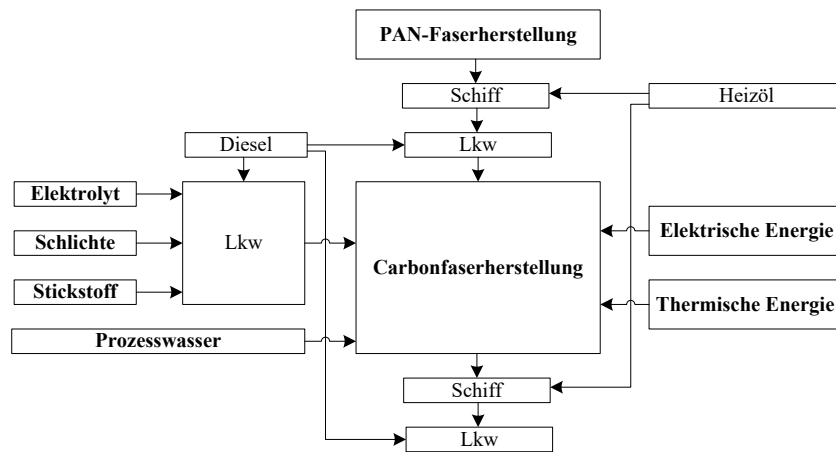 PAN-Faserherstellung
Schiff
Heizöl
Diesel
Lkw
Elektrolyt
Schlichte
Lkw
Stickstoff
Carbonfaserherstellung
Elektrische Energie
Thermische Energie
Prozesswasser
Schiff
Lkw